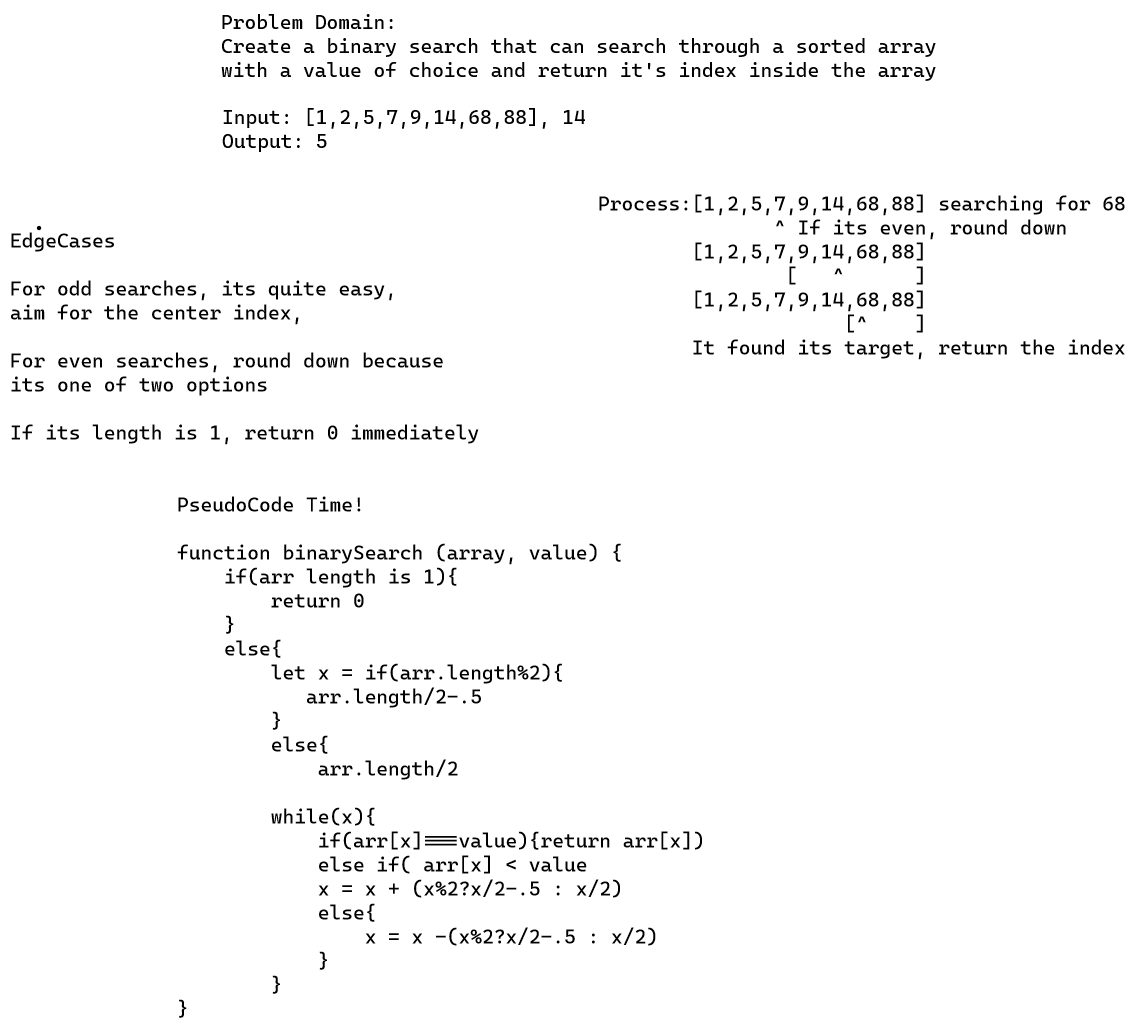 Problem Domain:
Create a binary search that can search through a sorted array
with a value of choice and return it's index inside the array
Input: [1,2,5,7,9,14,68,88], 14
Output: 5
Process:[1,2,5,7,9,14,68,88] searching for 68
^ If its even, round down
[1,2,5,7,9,14,68,88]
[ ^ ]
[1,2,5,7,9,14,68,88]
[^ ]
It found its target, return the index
EdgeCases
For odd searches, its quite easy,
aim for the center index,
For even searches, round down because
its one of two options
If its length is 1, return 0 immediately
PseudoCode Time!
function binarySearch (array, value) {
if(arr length is 1){
return 0
}
else{
let x = if(arr.length%2){
arr.length/2-.5
}
else{
arr.length/2
while(x){
if(arr[x]===value){return arr[x])
else if( arr[x] < value
x = x + (x%2?x/2-.5 : x/2)
else{
x = x -(x%2?x/2-.5 : x/2)
}
}
}